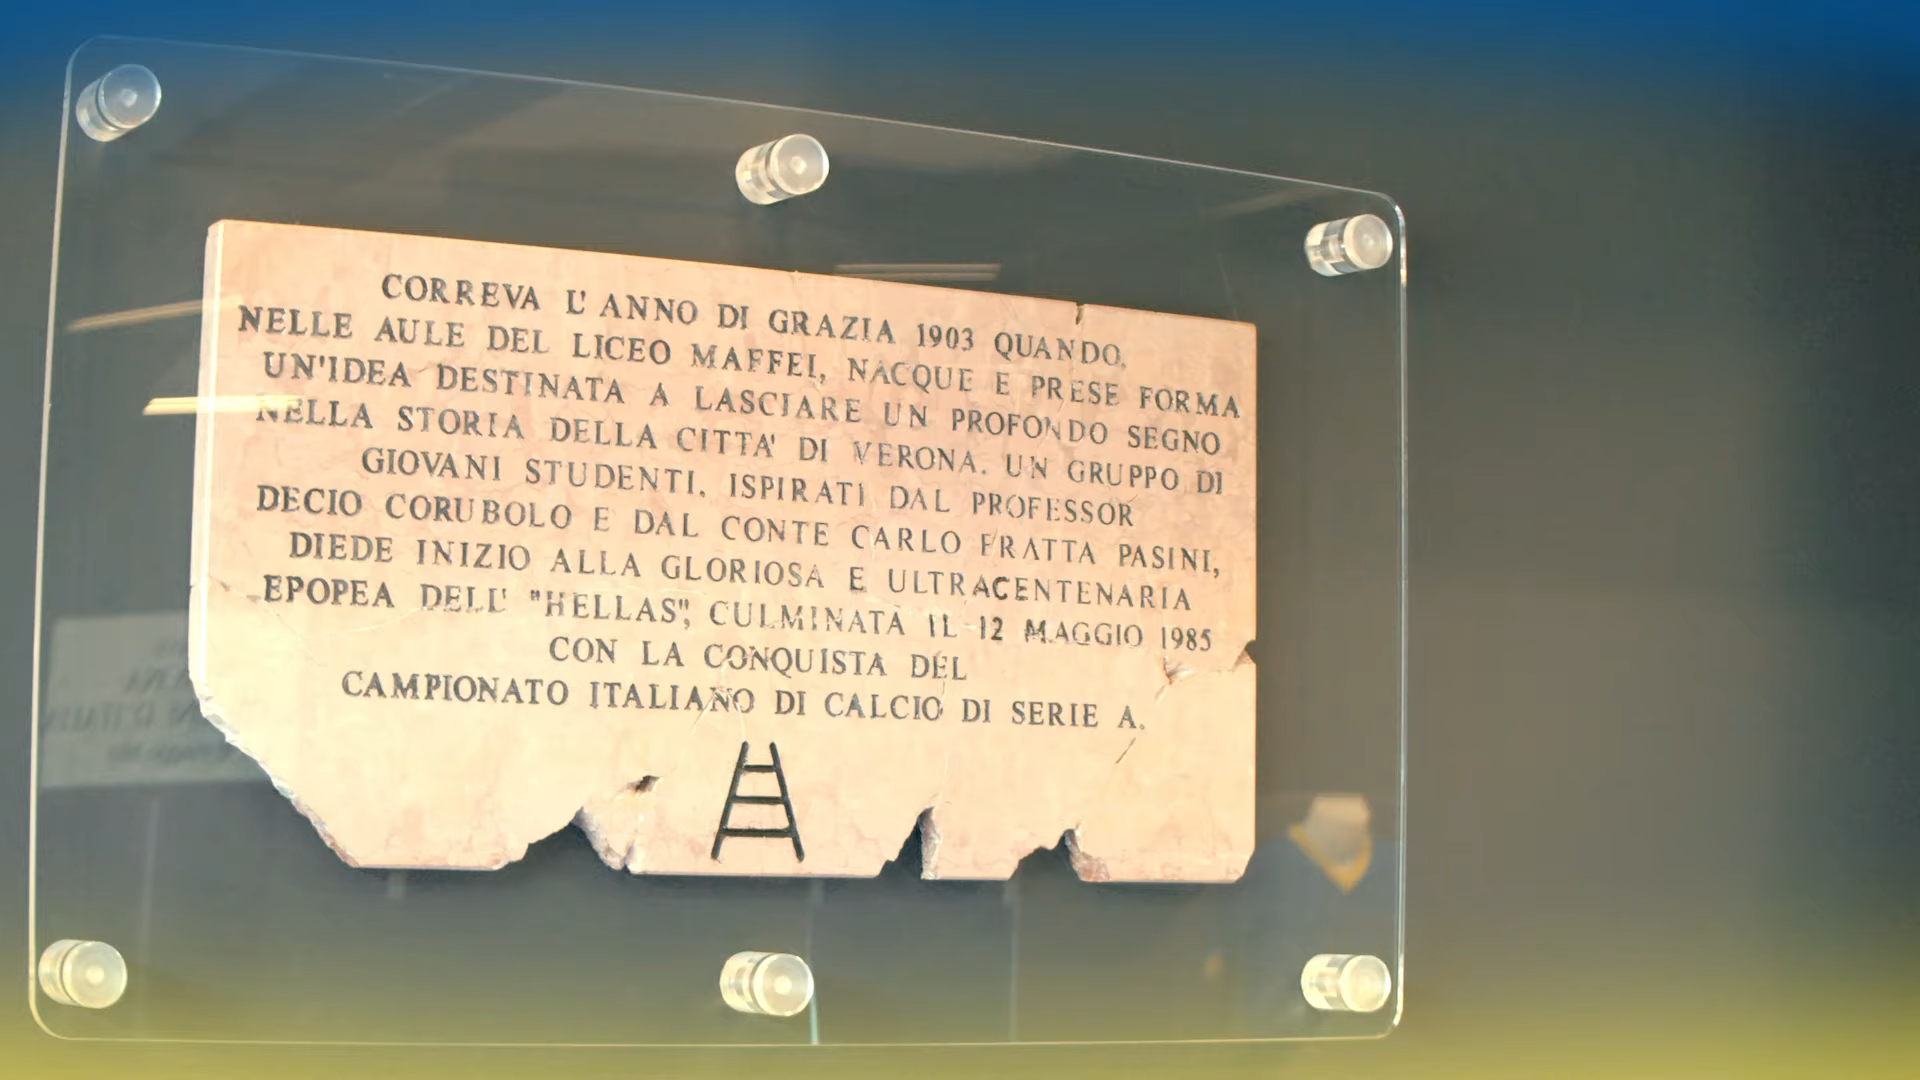 CORREVA L'ANNO DI GRAZIA 1903 QUANDO,
NELLE AULE DEL LICEO MAFFEI, NACQUE E PRESE FORMA
UN'IDEA DESTINATA A LASCIARE UN PROFONDO SEGNO
NELLA STORIA DELLA CITTA' DI VERONA. UN GRUPPO DI
GIOVANI STUDENTI, ISPIRATI DAL PROFESSOR
DECIO CORUBOLO E DAL CONTE CARLO FRATTA PASINI,
DIEDE INIZIO ALLA GLORIOSA E ULTRACENTENARIA
EPOPEA DELL' "HELLAS", CULMINATA IL 12 MAGGIO 1985
CON LA CONQUISTA DEL
CAMPIONATO ITALIANO DI CALCIO DI SERIE A.